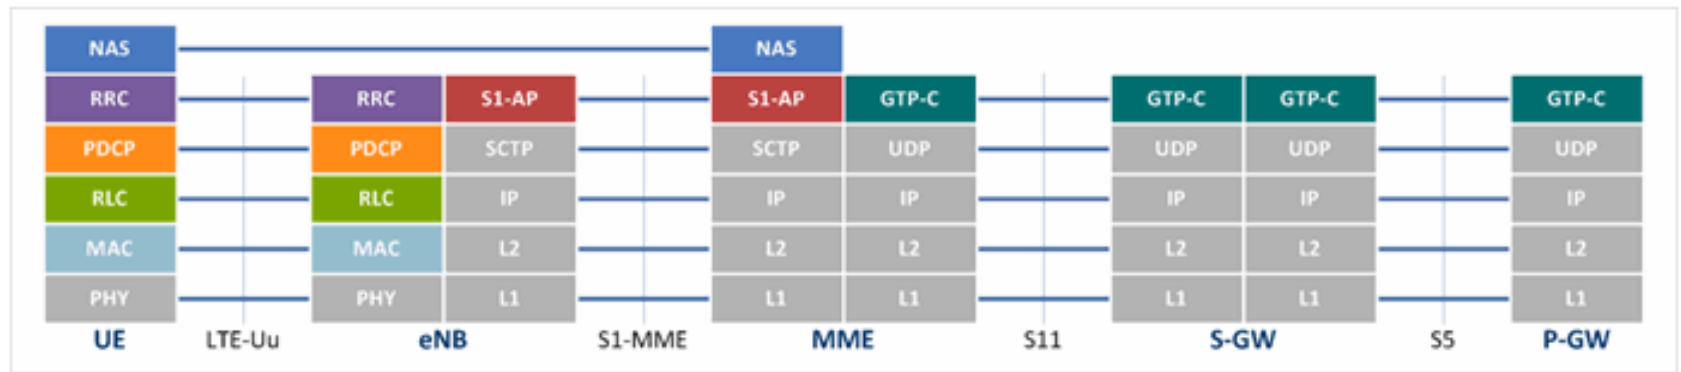 NAS NAS
RRC RRC S1-AP S1-AP GTP-C GTP-C GTP-C GTP-C
PDCP PDCP SCTP SCTP UDP UDP UDP UDP
RLC RLC IP IP IP IP IP IP
MAC MAC L2 L2 L2 L2 L2 L2
PHY PHY L1 L1 L1 L1 L1 L1
UE LTE-Uu eNB S1-MME MME S11 S-GW S5 P-GW